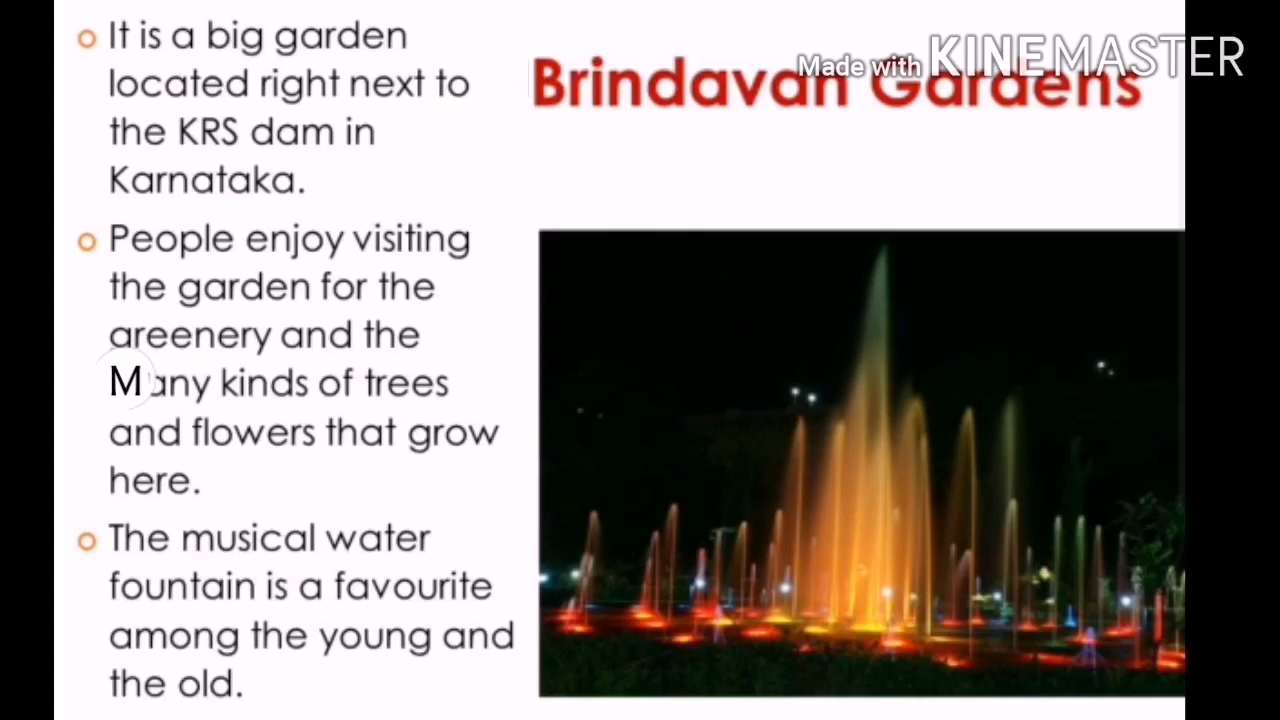 It is a big garden
located right next to
the KRS dam in
Karnataka.
People enjoy visiting
the garden for the
greenery and the
Many kinds of trees
and flowers that grow
here.
The musical water
fountain is a favourite
among the young and
the old.
Made with KINEMASTER
Brindavan Gardens